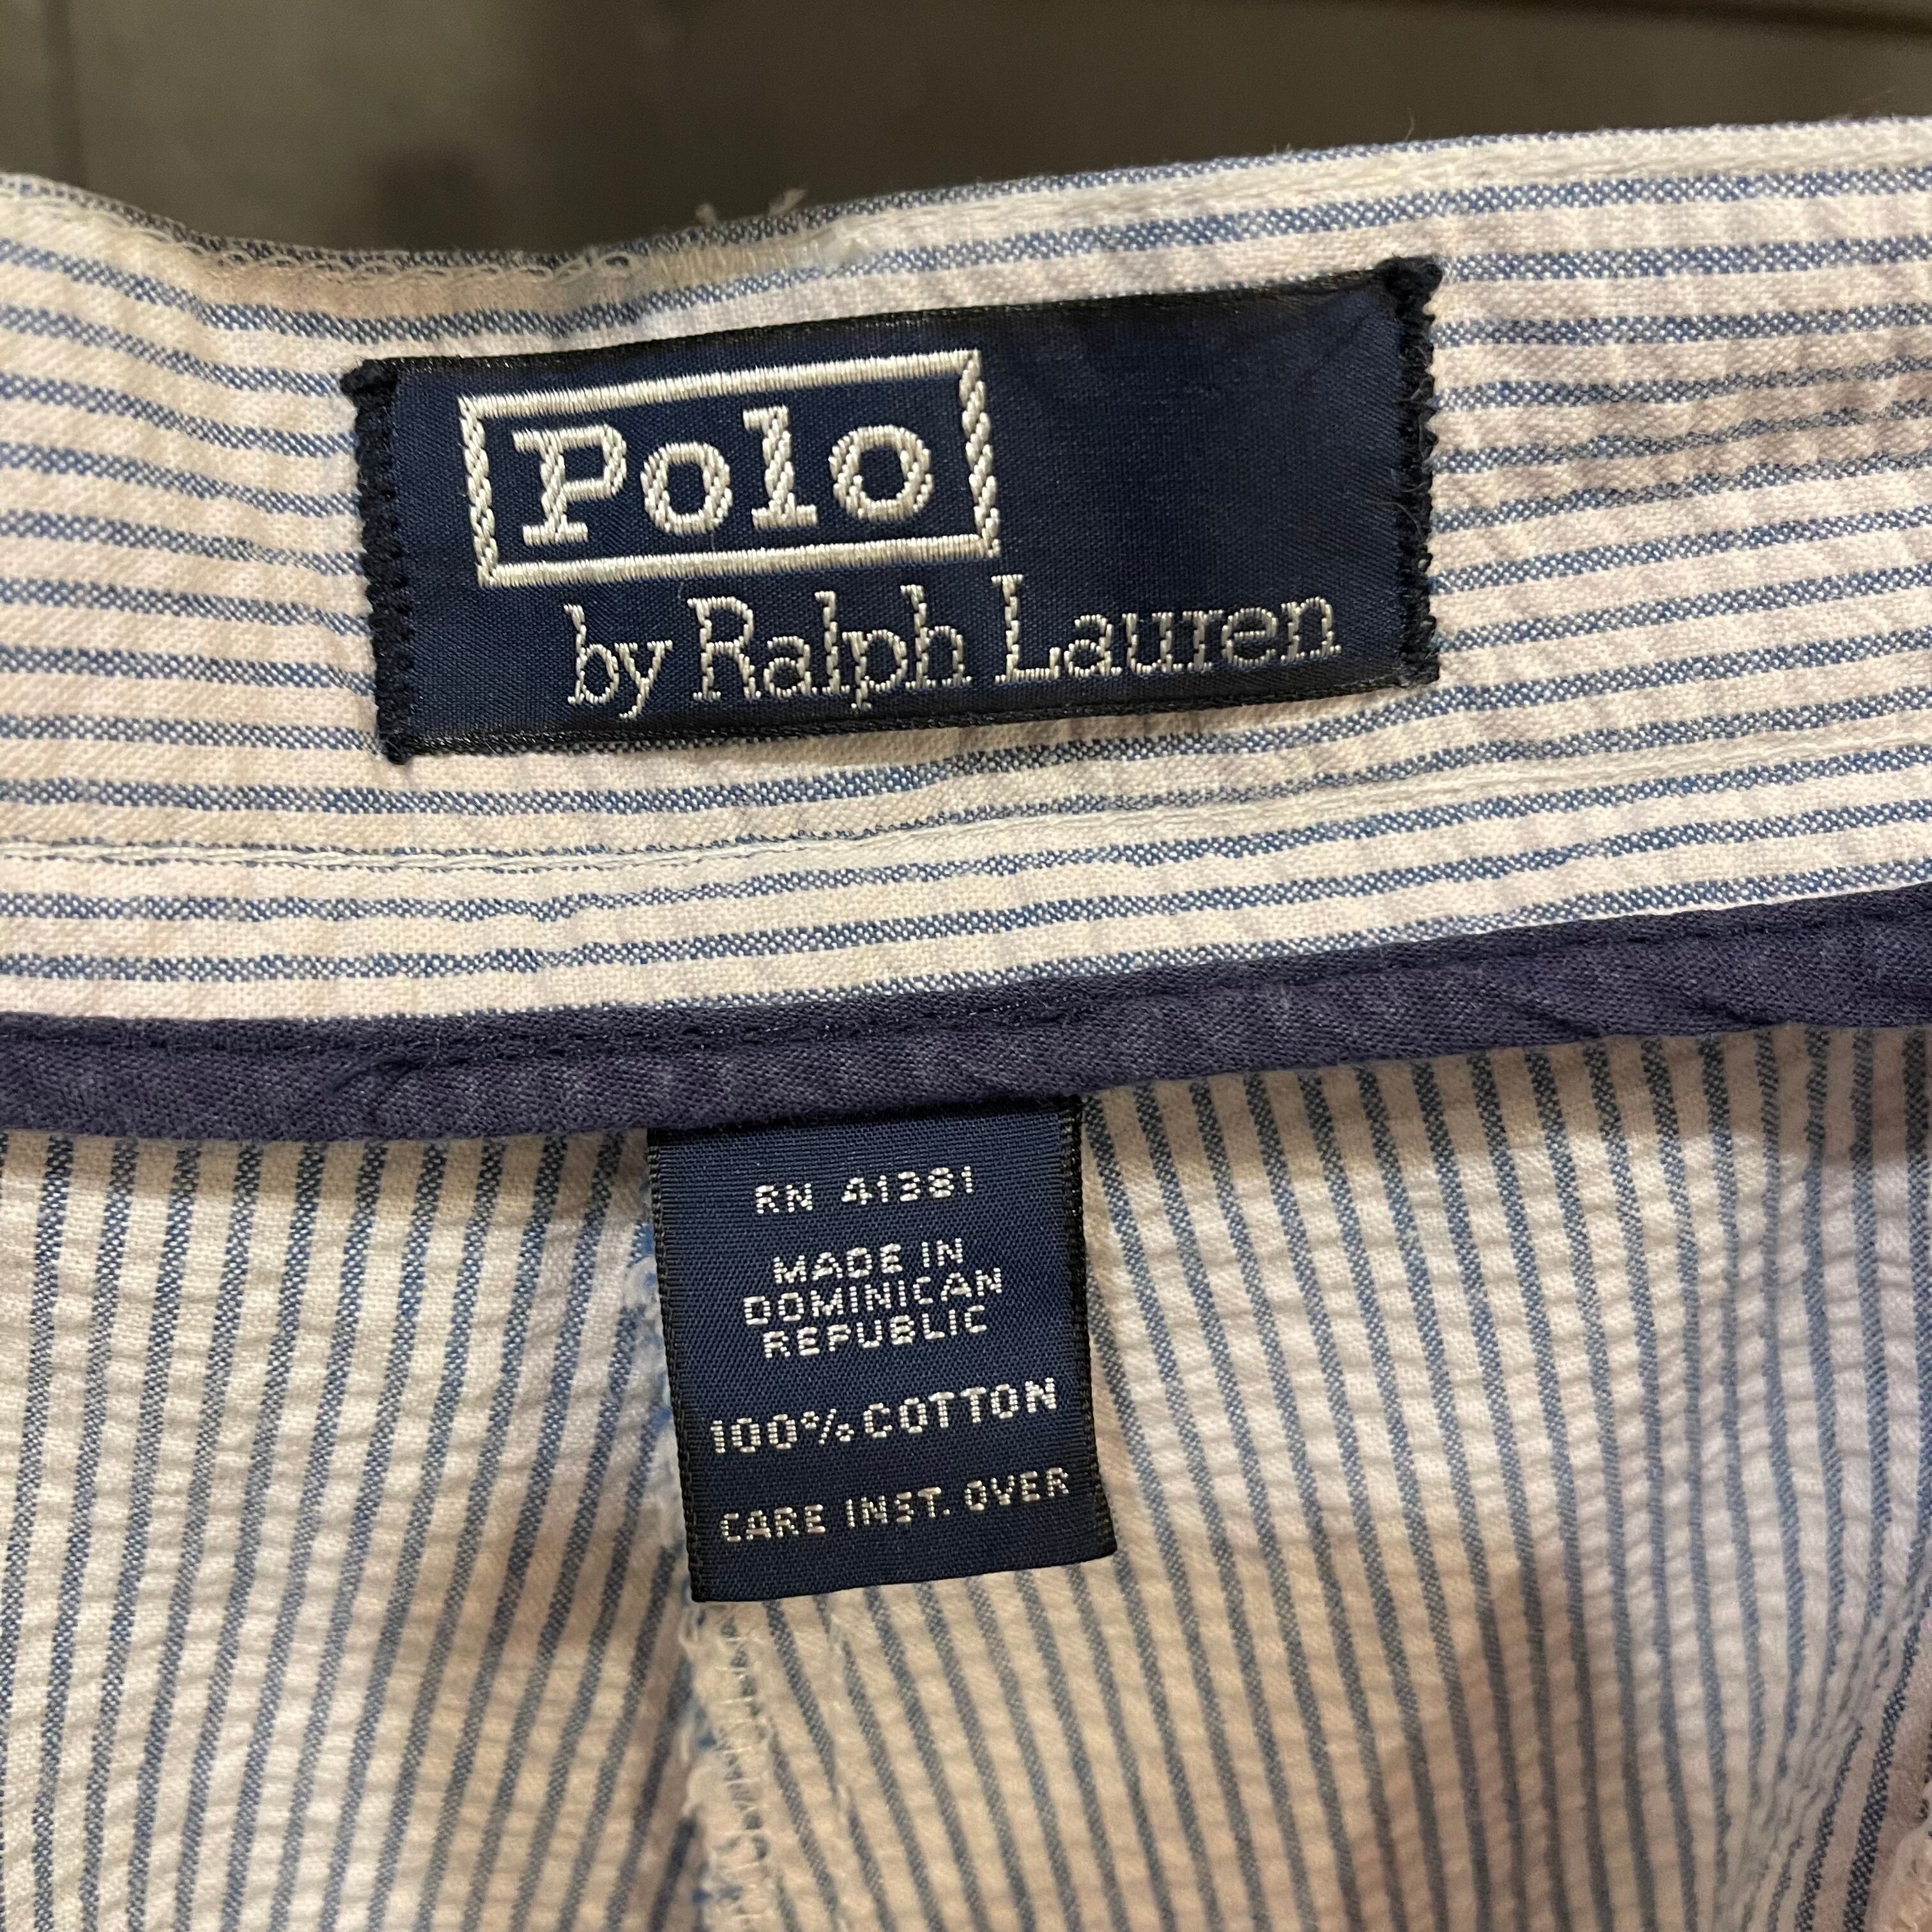 Polo
by Ralph Lauren
RN 41381
MADE IN
DOMINICAN
REPUBLIC
100% COTTON
CARE INST. OVER